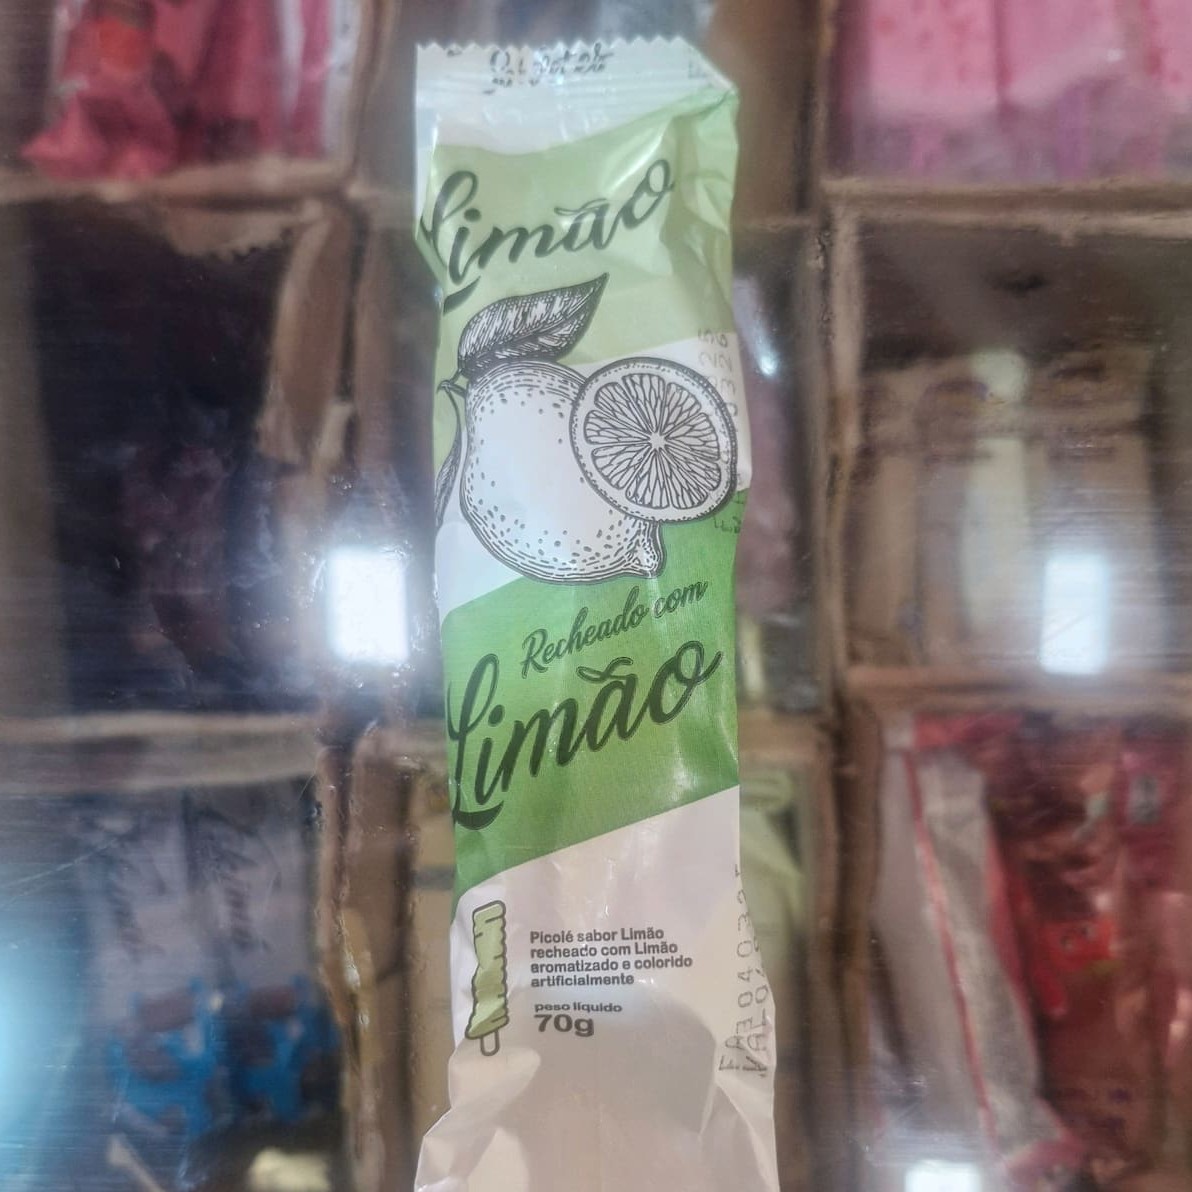 Limão
Recheado com
Limão
Picolé sabor Limão
recheado com Limão
aromatizado e colorido
artificialmente
peso líquido
70g